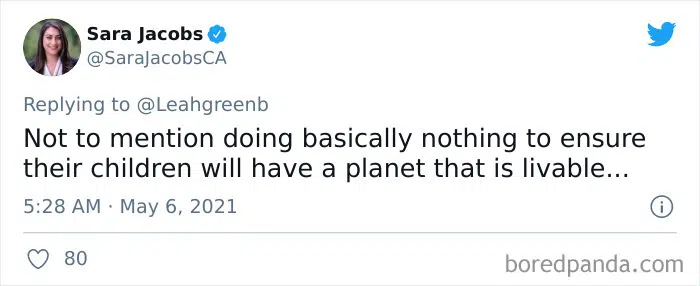 Sara Jacobs
@SaraJacobsCA
Replying to @Leahgreenb
Not to mention doing basically nothing to ensure
their children will have a planet that is livable...
5:28 AM · May 6, 2021
80
boredpanda.com